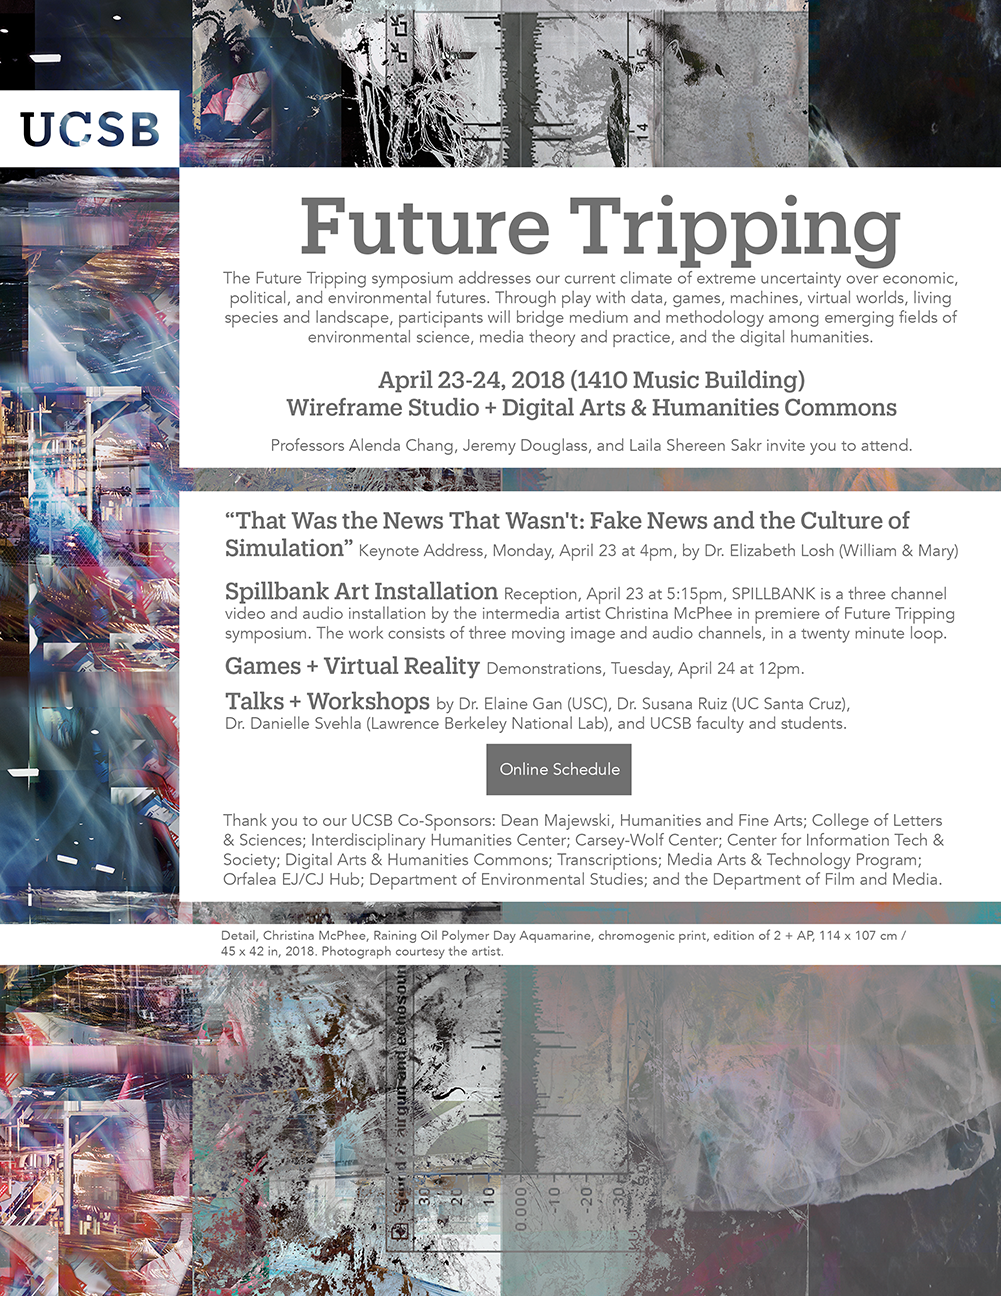 UCSB
15
14
Future Tripping
The Future Tripping symposium addresses our current climate of extreme uncertainty over economic,
political, and environmental futures. Through play with data, games, machines, virtual worlds, living
species and landscape, participants will bridge medium and methodology among emerging fields of
environmental science, media theory and practice, and the digital humanities.
April 23-24, 2018 (1410 Music Building)
Wireframe Studio + Digital Arts & Humanities Commons
Professors Alenda Chang, Jeremy Douglass, and Laila Shereen Sakr invite you to attend.
“That Was the News That Wasn't: Fake News and the Culture of
Simulation” Keynote Address, Monday, April 23 at 4pm, by Dr. Elizabeth Losh (William & Mary)
Spillbank Art Installation Reception, April 23 at 5:15pm, SPILLBANK is a three channel
video and audio installation by the intermedia artist Christina McPhee in premiere of Future Tripping
symposium. The work consists of three moving image and audio channels, in a twenty minute loop.
Games + Virtual Reality Demonstrations, Tuesday, April 24 at 12pm.
Talks + Workshops by Dr. Elaine Gan (USC), Dr. Susana Ruiz (UC Santa Cruz),
Dr. Danielle Svehla (Lawrence Berkeley National Lab), and UCSB faculty and students.
Online Schedule
Thank you to our UCSB Co-Sponsors: Dean Majewski, Humanities and Fine Arts; College of Letters
& Sciences; Interdisciplinary Humanities Center; Carsey-Wolf Center; Center for Information Tech &
Society; Digital Arts & Humanities Commons; Transcriptions; Media Arts & Technology Program;
Orfalea EJ/CJ Hub; Department of Environmental Studies; and the Department of Film and Media.
Detail, Christina McPhee, Raining Oil Polymer Day Aquamarine, chromogenic print, edition of 2 + AP, 114 x 107 cm /
45 x 42 in, 2018. Photograph courtesy the artist.
airgun and echosoun
30
20
10
0.000
-10
-20
-30